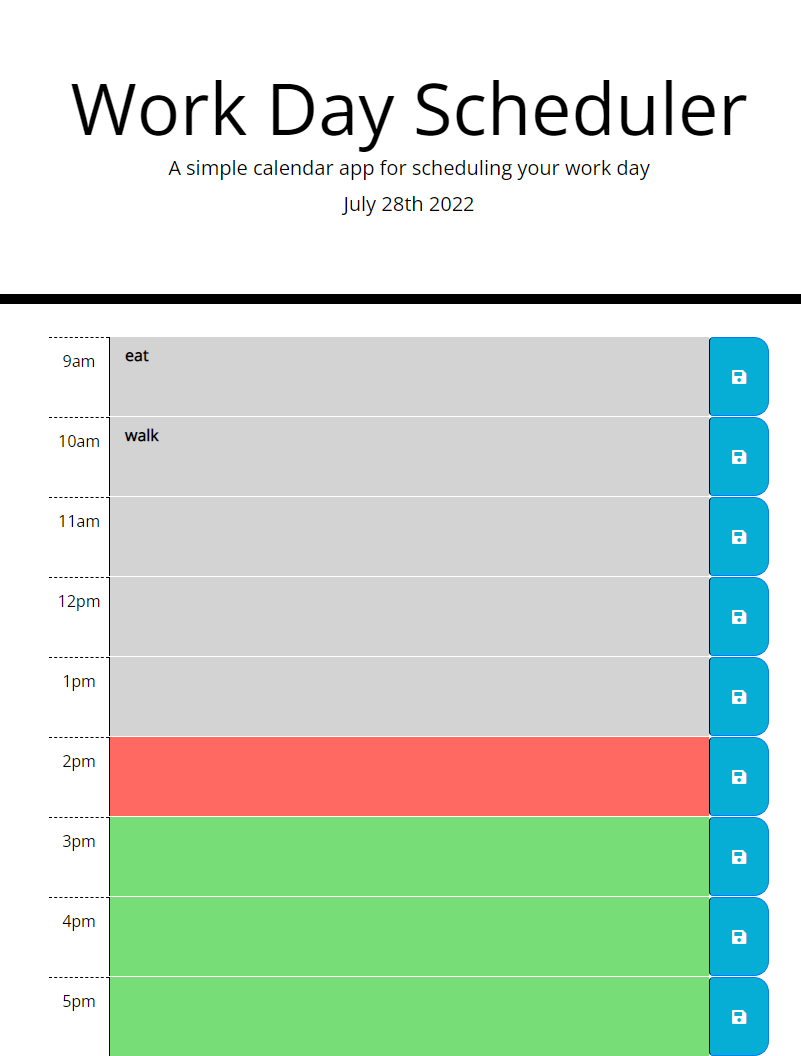 Work Day Scheduler
A simple calendar app for scheduling your work day
July 28th 2022
9am eat
10am walk
11am
12pm
1pm
2pm
3pm
4pm
5pm